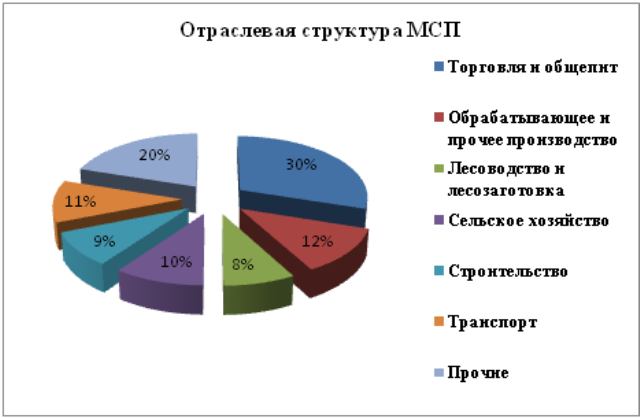 Отраслевая структура МСП
Торговля и общепит
Обрабатывающее и
прочее производство
Лесоводство и
лесозаготовка
Сельское хозяйство
Строительство
Транспорт
Прочие
20%
30%
11%
9%
12%
10%
8%